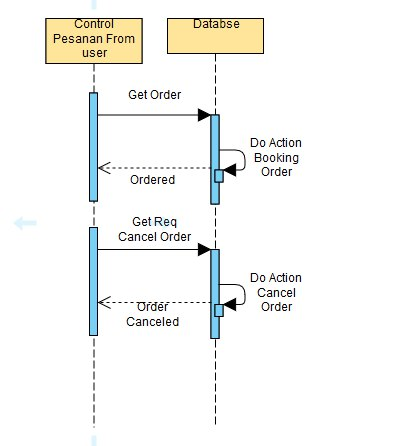 Control
Pesanan From
user
Databse
Get Order
Do Action
Booking
Order
Ordered
Get Req
Cancel Order
Do Action
Cancel
Order
Order
Canceled